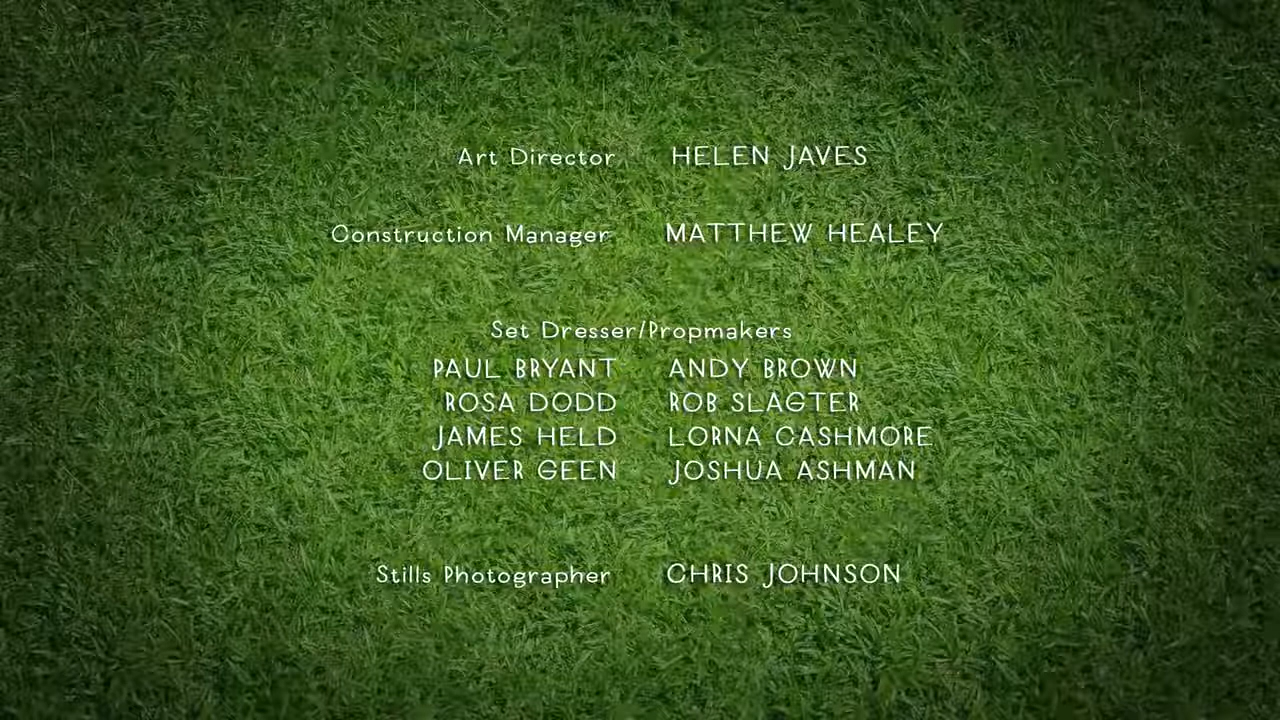 Art Director HELEN JAVES
Construction Manager MATTHEW HEALEY
Set Dresser/Propmakers
PAUL BRYANT ANDY BROWN
ROSA DODD ROB SLAGTER
JAMES HELD LORNA CASHMORE
OLIVER GEEN JOSHUA ASHMAN
Stills Photographer CHRIS JOHNSON